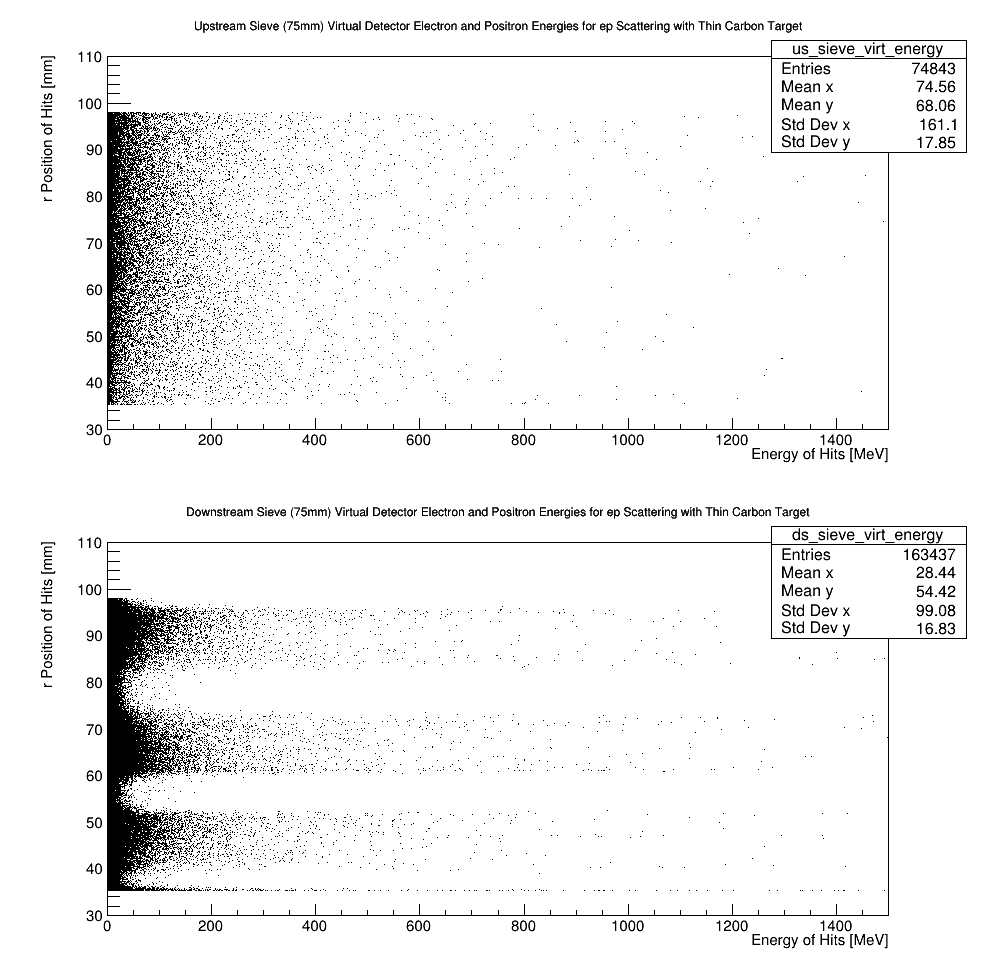 Upstream Sieve (75mm) Virtual Detector Electron and Positron Energies for ep Scattering with Thin Carbon Target
us_sieve_virt_energy
Entries 74843
Mean x 74.56
Mean y 68.06
Std Dev x 161.1
Std Dev y 17.85
r Position of Hits [mm]
110
100
90
80
70
60
50
40
30
0 200 400 600 800 1000 1200 1400
Energy of Hits [MeV]
Downstream Sieve (75mm) Virtual Detector Electron and Positron Energies for ep Scattering with Thin Carbon Target
ds_sieve_virt_energy
Entries 163437
Mean x 28.44
Mean y 54.42
Std Dev x 99.08
Std Dev y 16.83
r Position of Hits [mm]
110
100
90
80
70
60
50
40
30
0 200 400 600 800 1000 1200 1400
Energy of Hits [MeV]